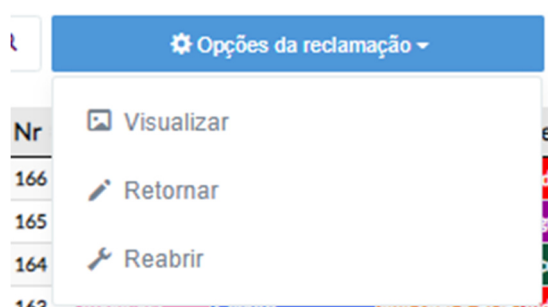 Opções da reclamação
Nr
Visualizar
166
Retornar
165
164
Reabrir